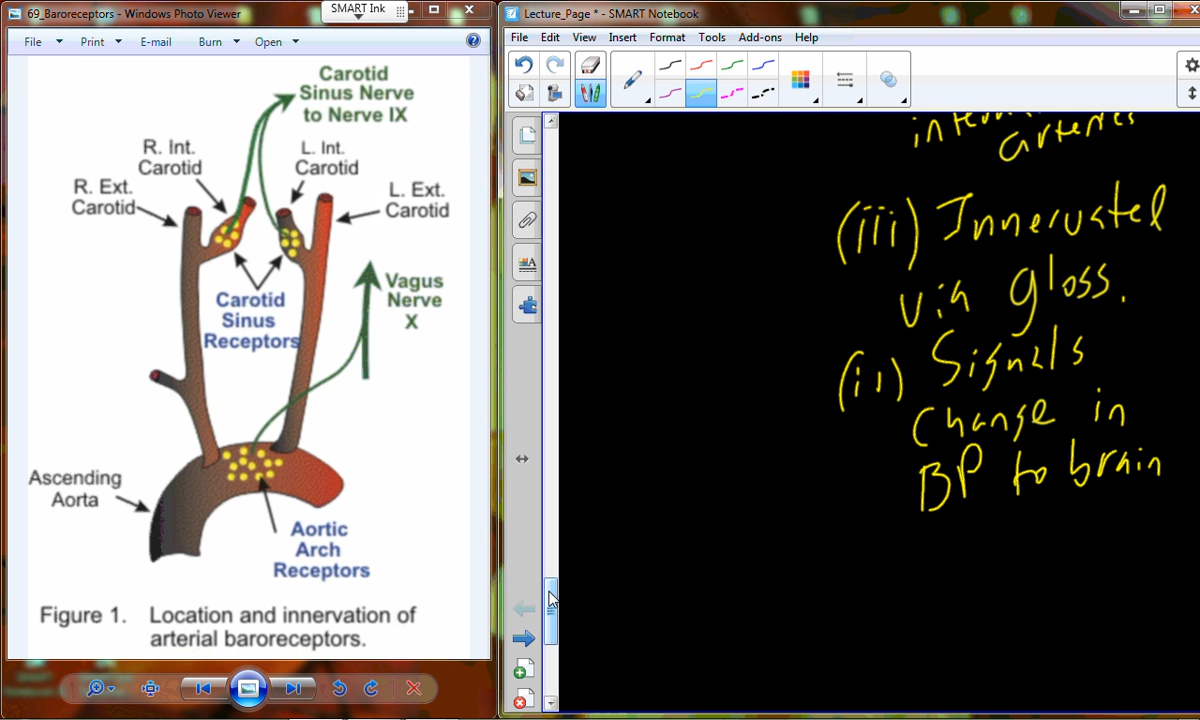 69_Baroreceptors - Windows Photo Viewer
SMART Ink
File Print E-mail Burn Open
Carotid
Sinus Nerve
to Nerve IX
R. Int.
Carotid
L. Int.
Carotid
R. Ext.
Carotid
L. Ext.
Carotid
Carotid
Sinus
Receptors
Vagus
Nerve
X
Ascending
Aorta
Aortic
Arch
Receptors
Figure 1. Location and innervation of
arterial baroreceptors.
Lecture_Page * - SMART Notebook
File Edit View Insert Format Tools Add-ons Help
arteries
(iii) Innervated
via gloss.
Signals
Change in
BP to brain